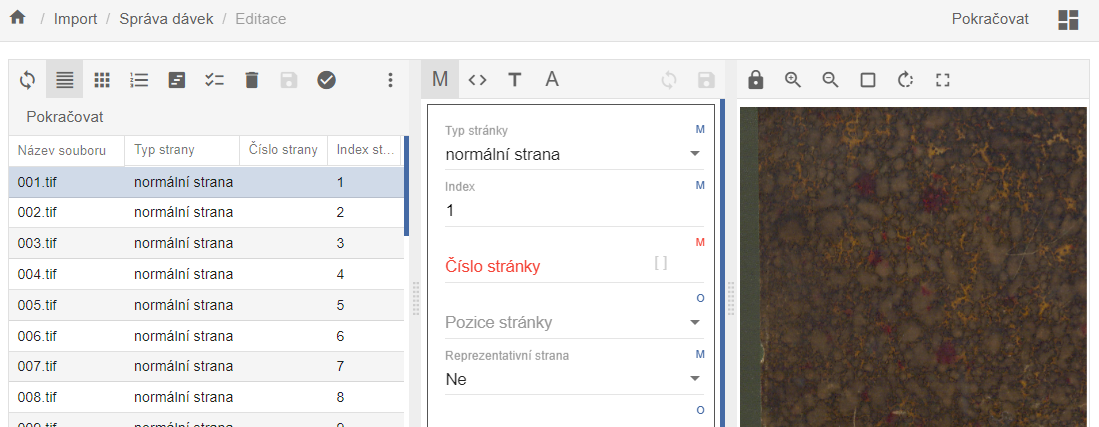 / Import / Správa dávek / Editace
Pokračovat
Pokračovat
Název souboru Typ strany Číslo strany Index st...
001.tif normální strana 1
002.tif normální strana 2
003.tif normální strana 3
004.tif normální strana 4
005.tif normální strana 5
006.tif normální strana 6
007.tif normální strana 7
008.tif normální strana 8
M T A
Typ stránky M
normální strana
Index M
1
M
Číslo stránky [ ]
O
Pozice stránky
Reprezentativní strana M
Ne
O